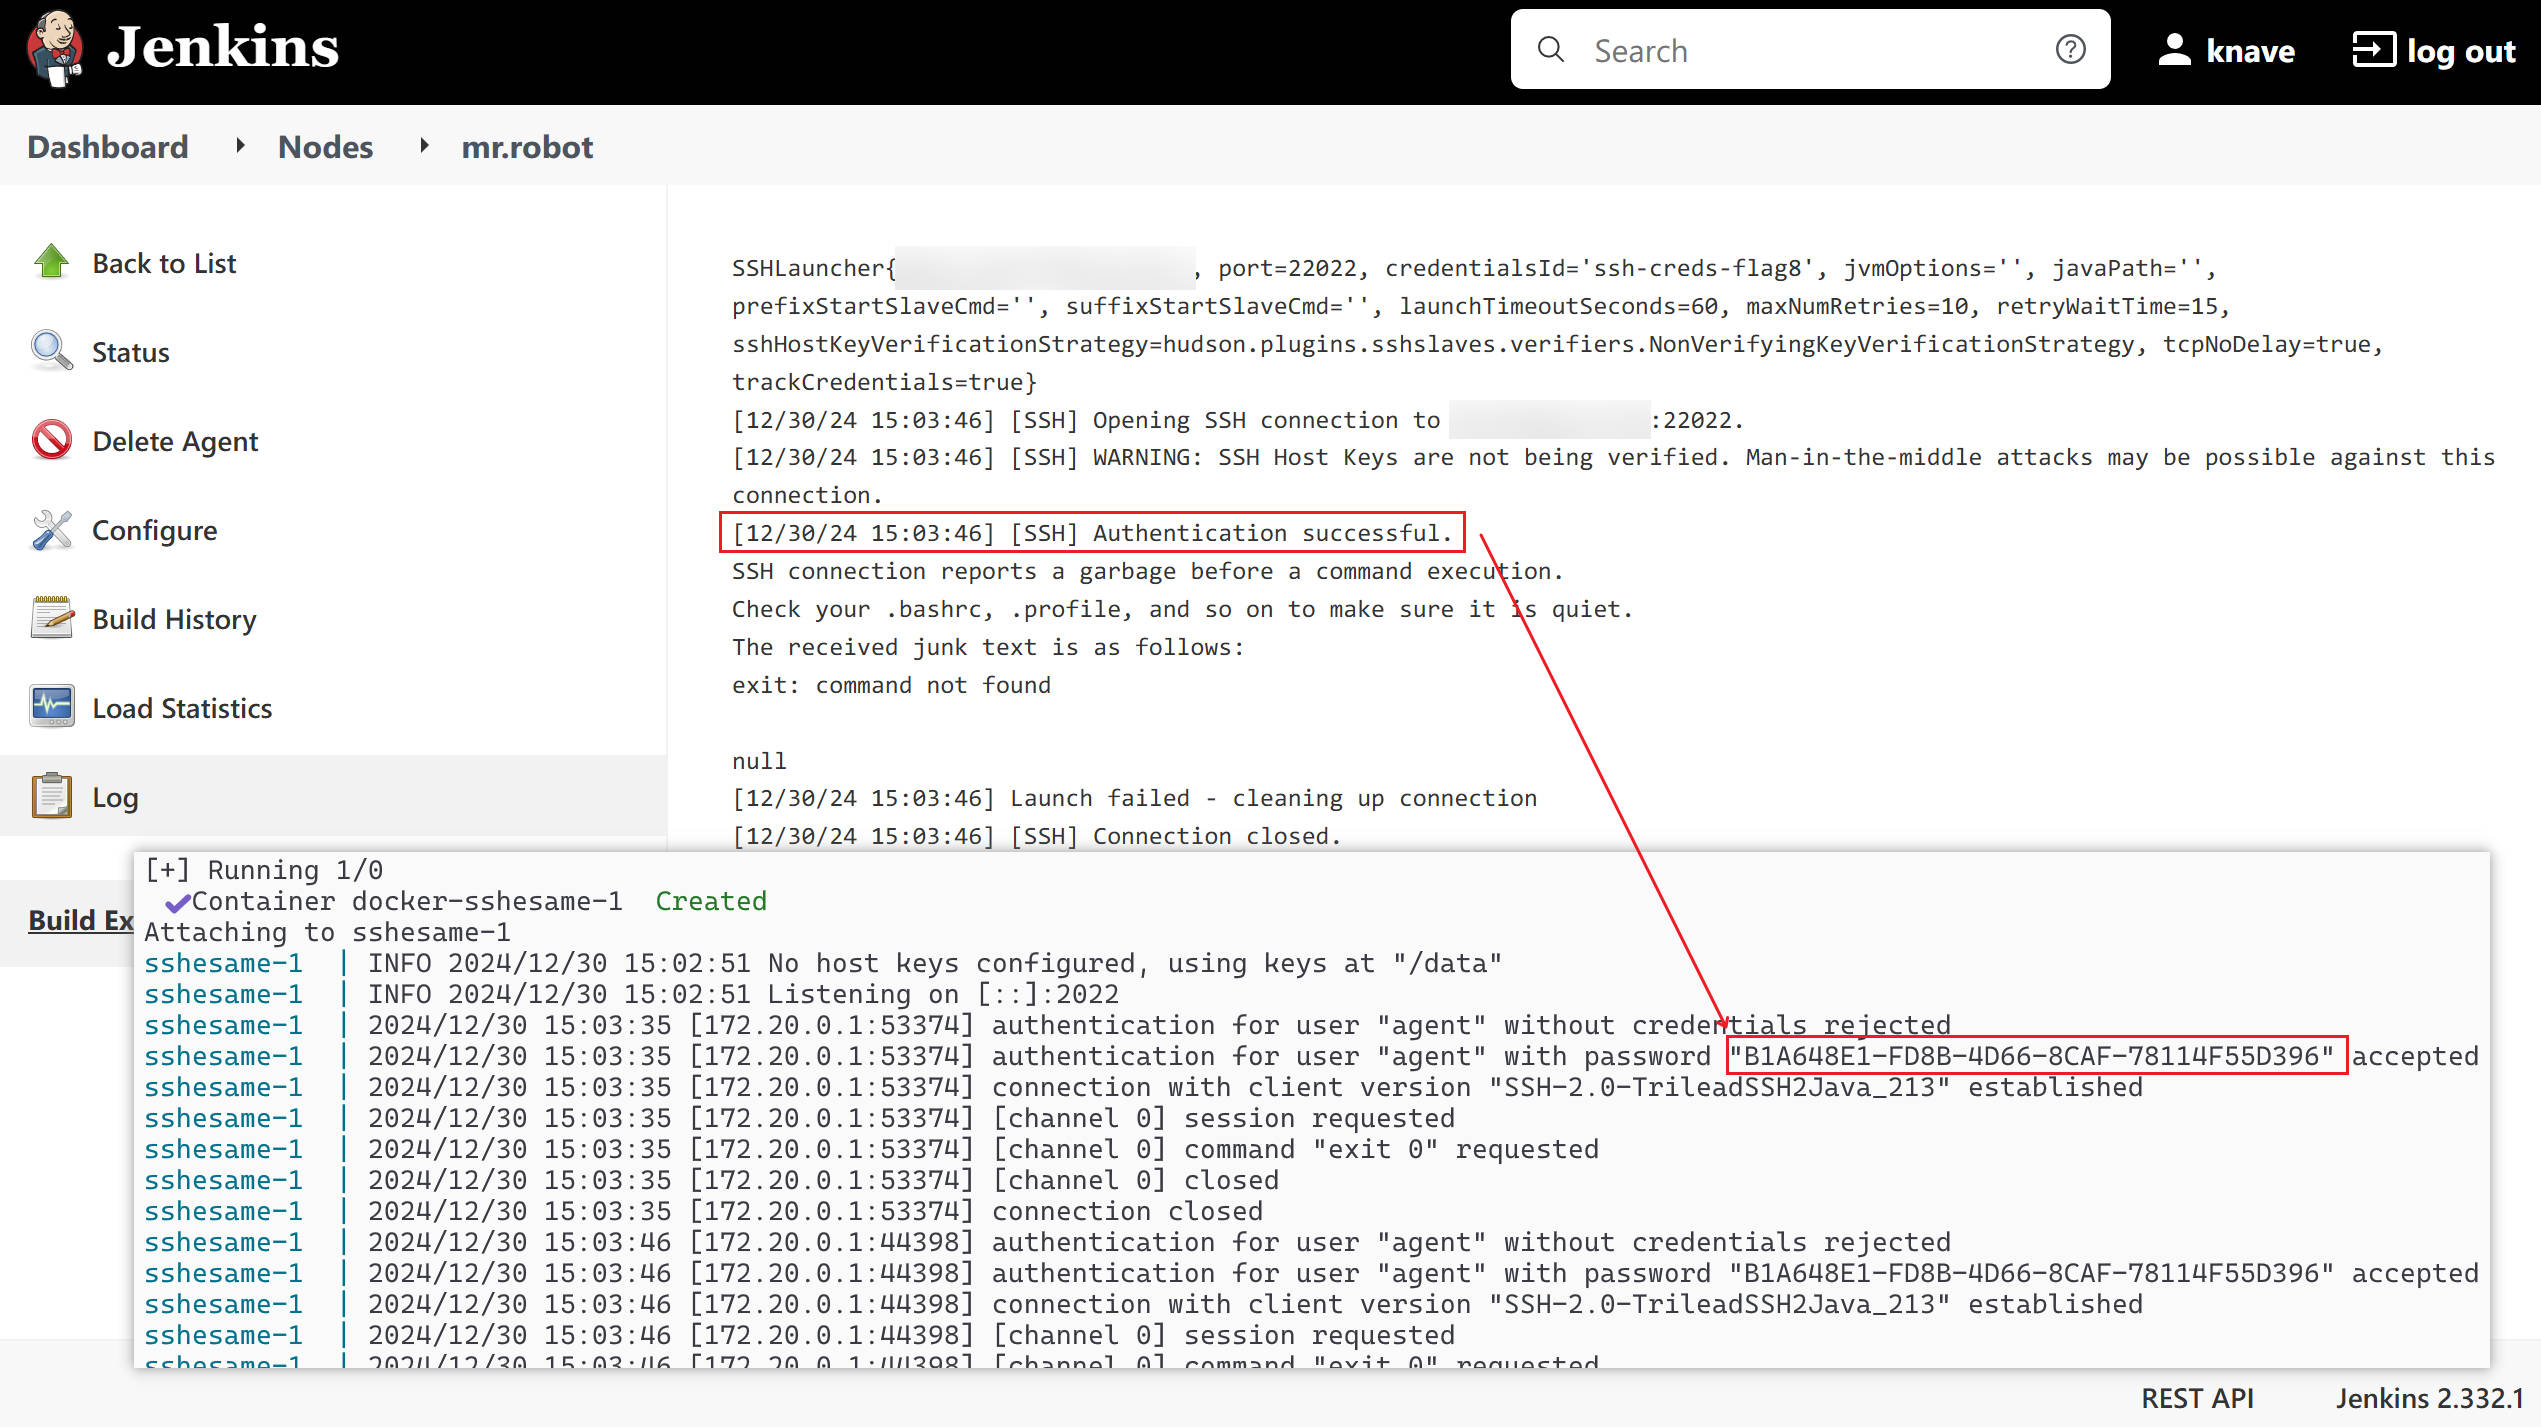 Jenkins
Search
knave
log out
Dashboard
Nodes
mr.robot
Back to List
Status
Delete Agent
Configure
Build History
Load Statistics
Log
Build Ex
SSHLauncher{, port=22022, credentialsId='ssh-creds-flag8', jvmOptions='', javaPath='',
prefixStartSlaveCmd='', suffixStartSlaveCmd='', launchTimeoutSeconds=60, maxNumRetries=10, retryWaitTime=15,
sshHostKeyVerificationStrategy=hudson.plugins.sshslaves.verifiers.NonVerifyingKeyVerificationStrategy, tcpNoDelay=true,
trackCredentials=true}
[12/30/24 15:03:46] [SSH] Opening SSH connection to :22022.
[12/30/24 15:03:46] [SSH] WARNING: SSH Host Keys are not being verified. Man-in-the-middle attacks may be possible against this
connection.
[12/30/24 15:03:46] [SSH] Authentication successful.
SSH connection reports a garbage before a command execution.
Check your .bashrc, .profile, and so on to make sure it is quiet.
The received junk text is as follows:
exit: command not found
null
[12/30/24 15:03:46] Launch failed - cleaning up connection
[12/30/24 15:03:46] [SSH] Connection closed.
[+] Running 1/0
✔Container docker-sshesame-1 Created
Attaching to sshesame-1
sshesame-1 | INFO 2024/12/30 15:02:51 No host keys configured, using keys at "/data"
sshesame-1 | INFO 2024/12/30 15:02:51 Listening on [::]:2022
sshesame-1 | 2024/12/30 15:03:35 [172.20.0.1:53374] authentication for user "agent" without credentials rejected
sshesame-1 | 2024/12/30 15:03:35 [172.20.0.1:53374] authentication for user "agent" with password "B1A648E1-FD8B-4D66-8CAF-78114F55D396" accepted
sshesame-1 | 2024/12/30 15:03:35 [172.20.0.1:53374] connection with client version "SSH-2.0-TrileadSSH2Java_213" established
sshesame-1 | 2024/12/30 15:03:35 [172.20.0.1:53374] [channel 0] session requested
sshesame-1 | 2024/12/30 15:03:35 [172.20.0.1:53374] [channel 0] command "exit 0" requested
sshesame-1 | 2024/12/30 15:03:35 [172.20.0.1:53374] [channel 0] closed
sshesame-1 | 2024/12/30 15:03:35 [172.20.0.1:53374] connection closed
sshesame-1 | 2024/12/30 15:03:46 [172.20.0.1:44398] authentication for user "agent" without credentials rejected
sshesame-1 | 2024/12/30 15:03:46 [172.20.0.1:44398] authentication for user "agent" with password "B1A648E1-FD8B-4D66-8CAF-78114F55D396" accepted
sshesame-1 | 2024/12/30 15:03:46 [172.20.0.1:44398] connection with client version "SSH-2.0-TrileadSSH2Java_213" established
sshesame-1 | 2024/12/30 15:03:46 [172.20.0.1:44398] [channel 0] session requested
sshesame-1 | 2024/12/30 15:03:46 [172.20.0.1:44398] [channel 0] command "exit 0" requested
REST API
Jenkins 2.332.1